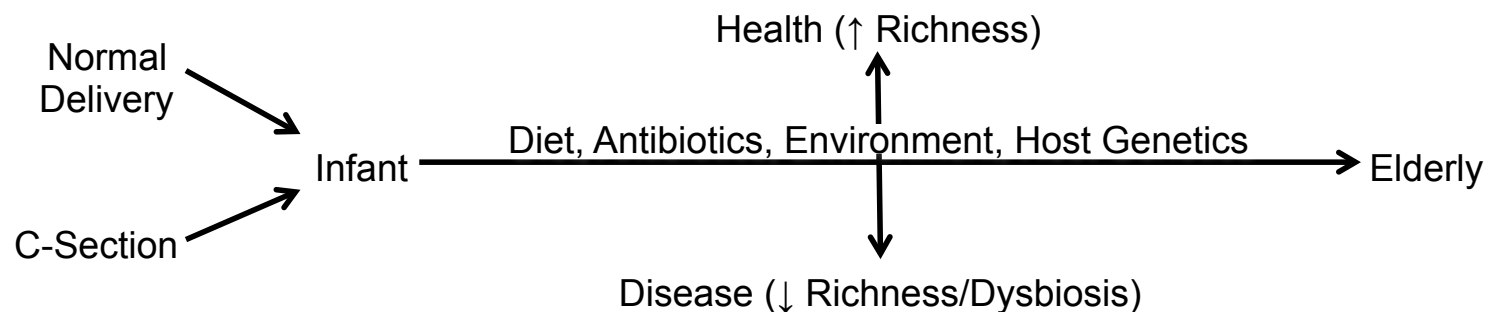 Health (↑ Richness)
Normal
Delivery
Diet, Antibiotics, Environment, Host Genetics
Infant
Elderly
C-Section
Disease (↓ Richness/Dysbiosis)